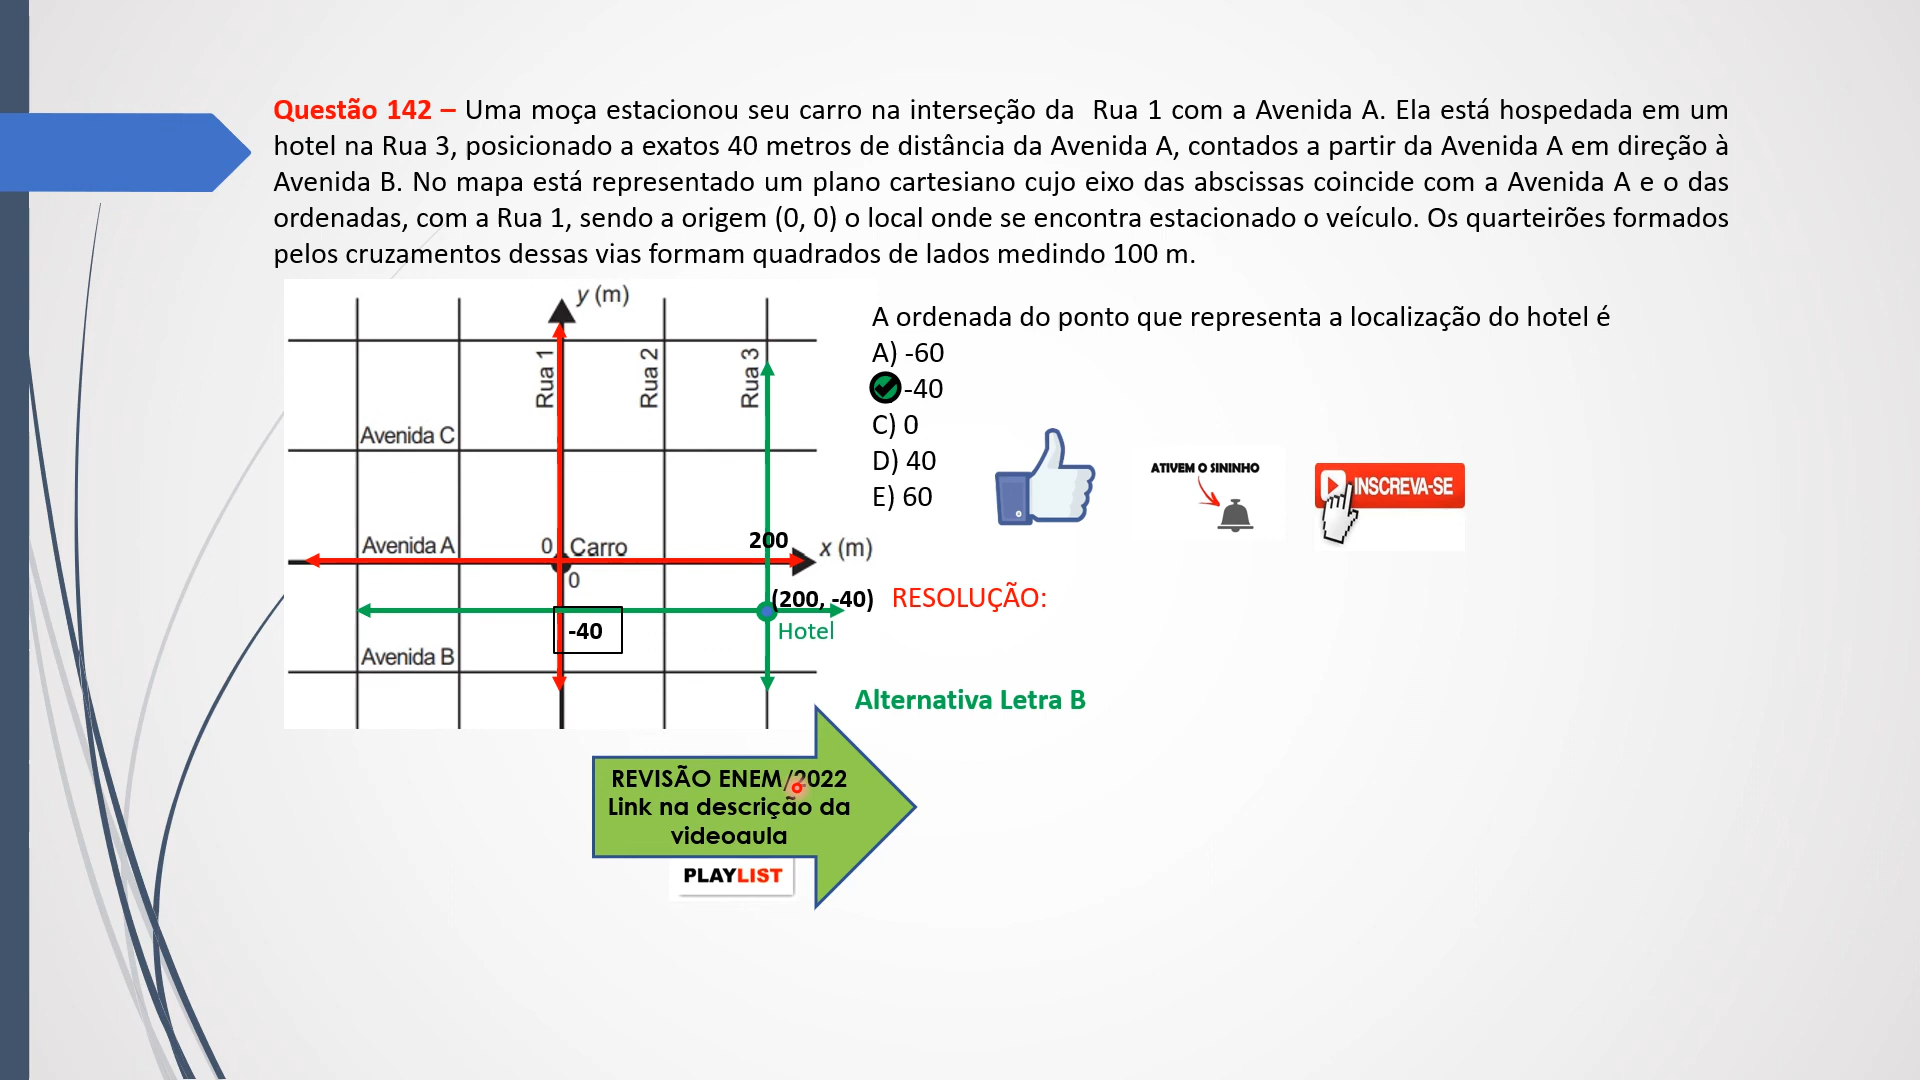 Questão 142 – Uma moça estacionou seu carro na interseção da Rua 1 com a Avenida A. Ela está hospedada em um
hotel na Rua 3, posicionado a exatos 40 metros de distância da Avenida A, contados a partir da Avenida A em direção à
Avenida B. No mapa está representado um plano cartesiano cujo eixo das abscissas coincide com a Avenida A e o das
ordenadas, com a Rua 1, sendo a origem (0, 0) o local onde se encontra estacionado o veículo. Os quarteirões formados
pelos cruzamentos dessas vias formam quadrados de lados medindo 100 m.
y (m)
Rua 1
Rua 2
Rua 3
Avenida C
Avenida A
0
Carro
200
x (m)
0
(200, -40)
-40
Hotel
Avenida B
A ordenada do ponto que representa a localização do hotel é
A) -60
-40
C) 0
D) 40
E) 60
ATIVEM O SININHO
INSCREVA-SE
RESOLUÇÃO:
Alternativa Letra B
REVISÃO ENEM/2022
Link na descrição da
videoaula
PLAYLIST